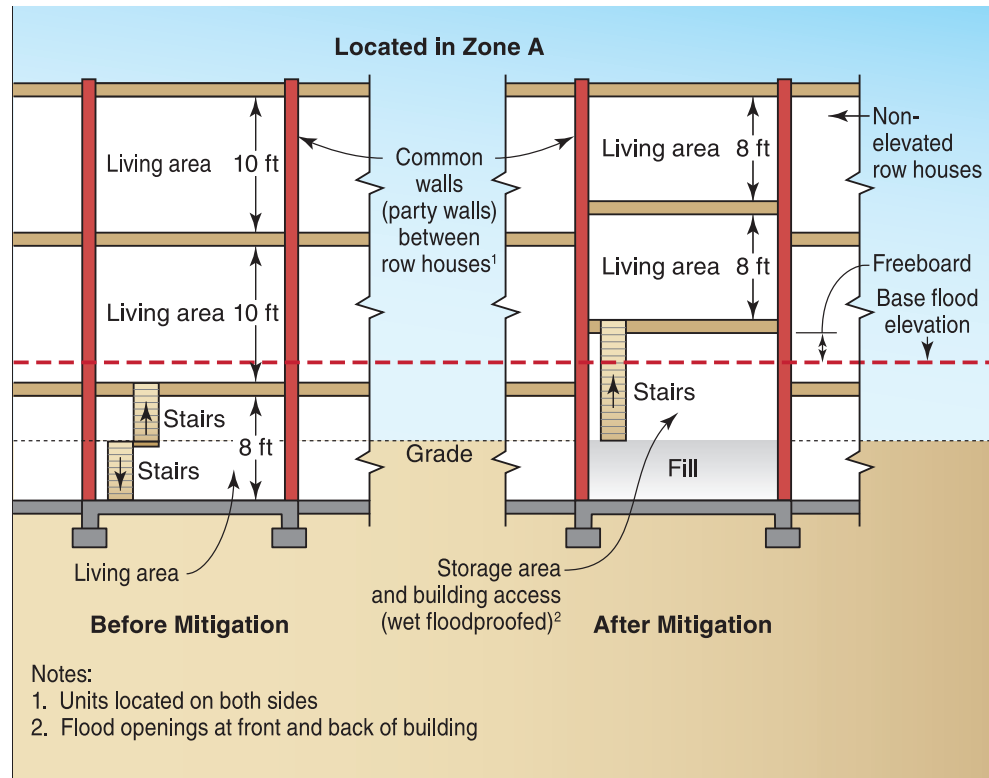 Located in Zone A
Living area 10 ft
Living area 10 ft
Stairs
Stairs
8 ft
Living area
Before Mitigation
Common
walls
(party walls)
between
row houses1
Grade
Living area 8 ft
Living area 8 ft
Stairs
Fill
Storage area
and building access
(wet floodproofed)2
After Mitigation
Non-
elevated
row houses
Freeboard
Base flood
elevation
Notes:
1. Units located on both sides
2. Flood openings at front and back of building